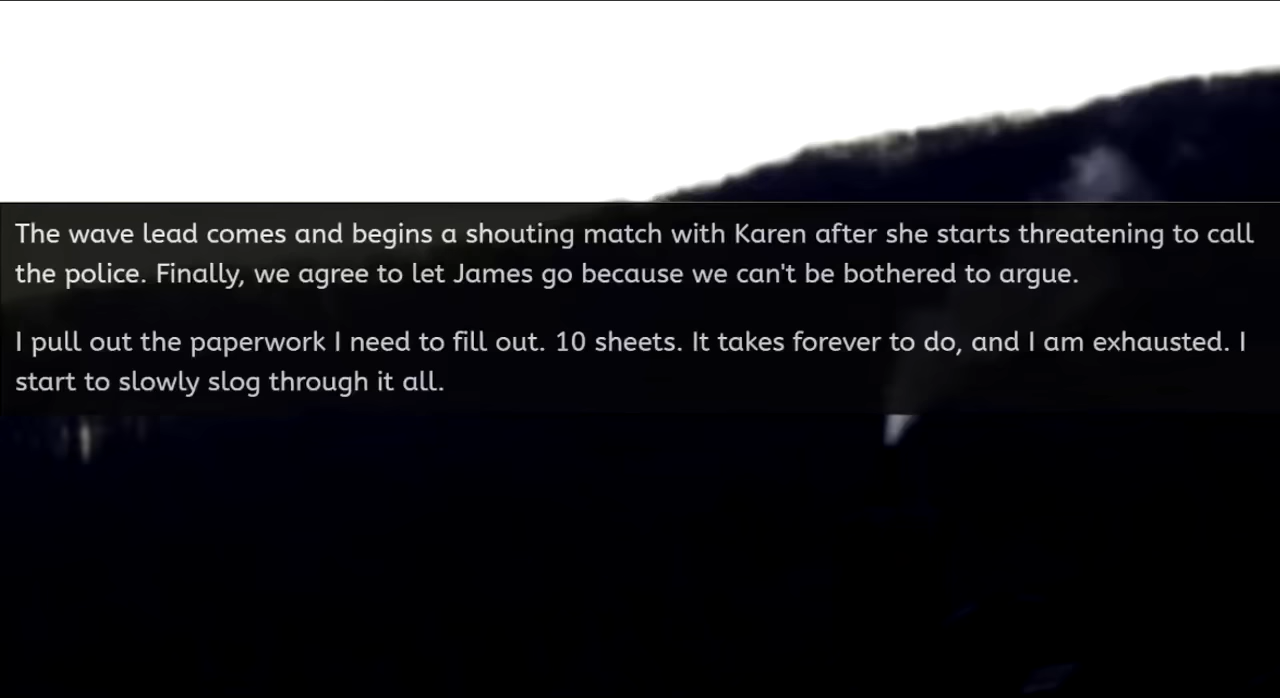 The wave lead comes and begins a shouting match with Karen after she starts threatening to call
the police. Finally, we agree to let James go because we can't be bothered to argue.
I pull out the paperwork I need to fill out. 10 sheets. It takes forever to do, and I am exhausted. I
start to slowly slog through it all.